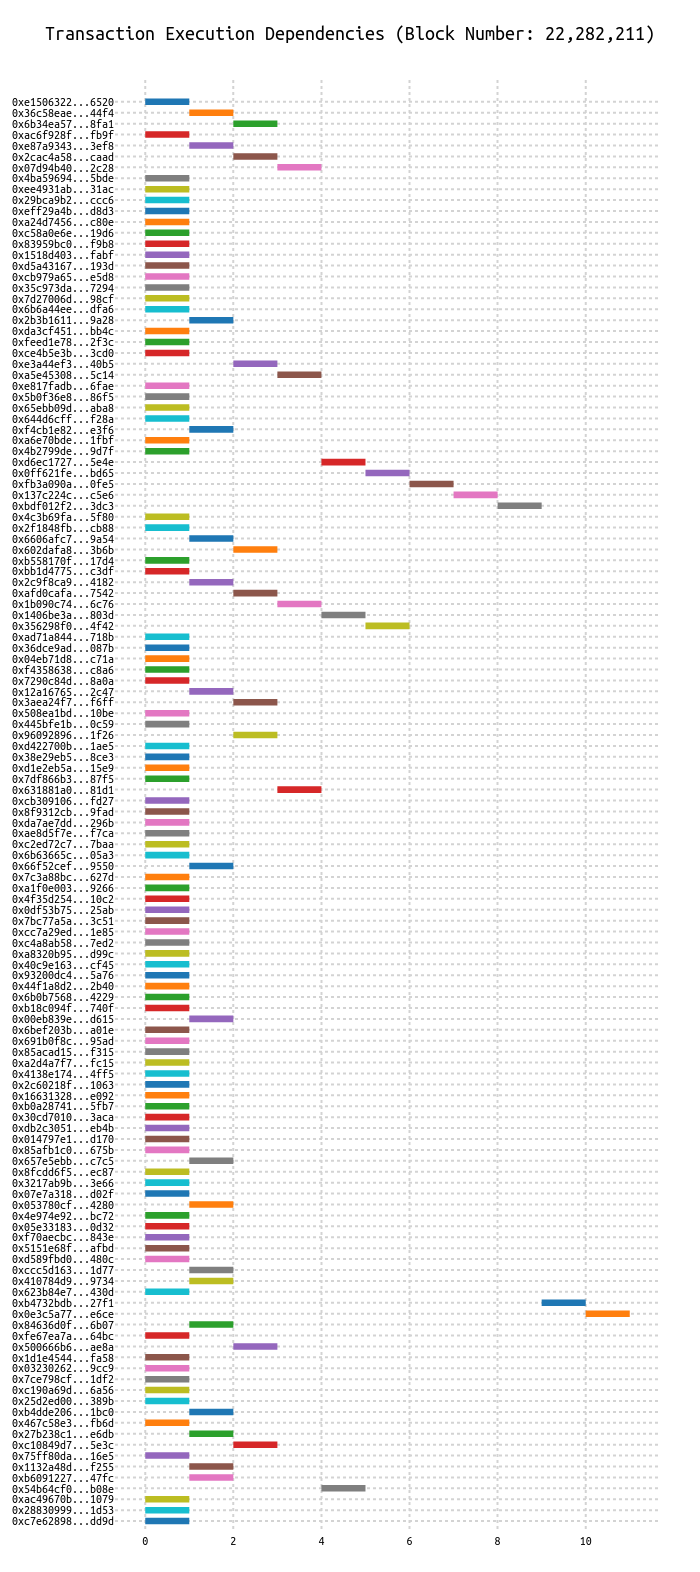 Transaction Execution Dependencies (Block Number: 22,282,211)
0xe1506322...6520
0x36c58eae...44f4
0x6b34ea57...8fa1
0xac6f928f...fb9f
0xe87a9343...3ef8
0x2cac4a58...caad
0x07d94b40...2c28
0x4ba59694...5bde
0xee4931ab...31ac
0x29bca9b2...ccc6
0xeff29a4b...d8d3
0xa24d7456...c80e
0xc58a0e6e...19d6
0x83959bc0...f9b8
0x1518d403...fabf
0xd5a43167...193d
0xcb979a65...e5d8
0x35c973da...7294
0x7d27006d...98cf
0x6b6a44ee...dfa6
0x2b3b1611...9a28
0xda3cf451...bb4c
0xfeed1e78...2f3c
0xce4b5e3b...3cd0
0xe3a44ef3...40b5
0xa5e45308...5c14
0xe817fadb...6fae
0x5b0f36e8...86f5
0x65ebb09d...aba8
0x644d6cff...f28a
0xf4cb1e82...e3f6
0xa6e70bde...1fbf
0x4b2799de...9d7f
0xd6ec1727...5e4e
0x0ff621fe...bd65
0xfb3a090a...0fe5
0x137c224c...c5e6
0xbdf012f2...3dc3
0x4c3b69fa...5f80
0x2f1848fb...cb88
0x6606afc7...9a54
0x602dafa8...3b6b
0xb558170f...17d4
0xbb1d4775...c3df
0x2c9f8ca9...4182
0xafd0cafa...7542
0x1b090c74...6c76
0x1406be3a...803d
0x356298f0...4f42
0xad71a844...718b
0x36dce9ad...087b
0x04eb71d8...c71a
0xf4358638...c8a6
0x7290c84d...8a0a
0x12a16765...2c47
0x3aea24f7...f6ff
0x508ea1bd...10be
0x445bfe1b...0c59
0x96092896...1f26
0xd422700b...1ae5
0x38e29eb5...8ce3
0xd1e2eb5a...15e9
0x7df866b3...87f5
0x631881a0...81d1
0xcb309106...fd27
0x8f9312cb...9fad
0xda7ae7dd...296b
0xae8d5f7e...f7ca
0xc2ed72c7...7baa
0x6b63665c...05a3
0x66f52cef...9550
0x7c3a88bc...627d
0xa1f0e003...9266
0x4f35d254...10c2
0x0df53b75...25ab
0x7bc77a5a...3c51
0xcc7a29ed...1e85
0xc4a8ab58...7ed2
0xa8320b95...d99c
0x40c9e163...cf45
0x93200dc4...5a76
0x44f1a8d2...2b40
0x6b0b7568...4229
0xb18c094f...740f
0x00eb839e...d615
0x6bef203b...a01e
0x691b0f8c...95ad
0x85acad15...f315
0xa2d4a7f7...fc15
0x4138e174...4ff5
0x2c60218f...1063
0x16631328...e092
0xb0a28741...5fb7
0x30cd7010...3aca
0xdb2c3051...eb4b
0x014797e1...d170
0x85afb1c0...675b
0x657e5ebb...c7c5
0x8fcdd6f5...ec87
0x3217ab9b...3e66
0x07e7a318...d02f
0x053780cf...4280
0x4e974e92...bc72
0x05e33183...0d32
0xf70aecbc...843e
0x5151e68f...afbd
0xd589fbd0...480c
0xccc5d163...1d77
0x410784d9...9734
0x623b84e7...430d
0xb4732bdb...27f1
0x0e3c5a77...e6ce
0x84636d0f...6b07
0xfe67ea7a...64bc
0x500666b6...ae8a
0x1d1e4544...fa58
0x03230262...9cc9
0x7ce798cf...1df2
0xc190a69d...6a56
0x25d2ed00...389b
0xb4dde206...1bc0
0x467c58e3...fb6d
0x27b238c1...e6db
0xc10849d7...5e3c
0x75ff80da...16e5
0x1132a48d...f255
0xb6091227...47fc
0x54b64cf0...b08e
0xac49670b...1079
0x28830999...1d53
0xc7e62898...dd9d
0 2 4 6 8 10